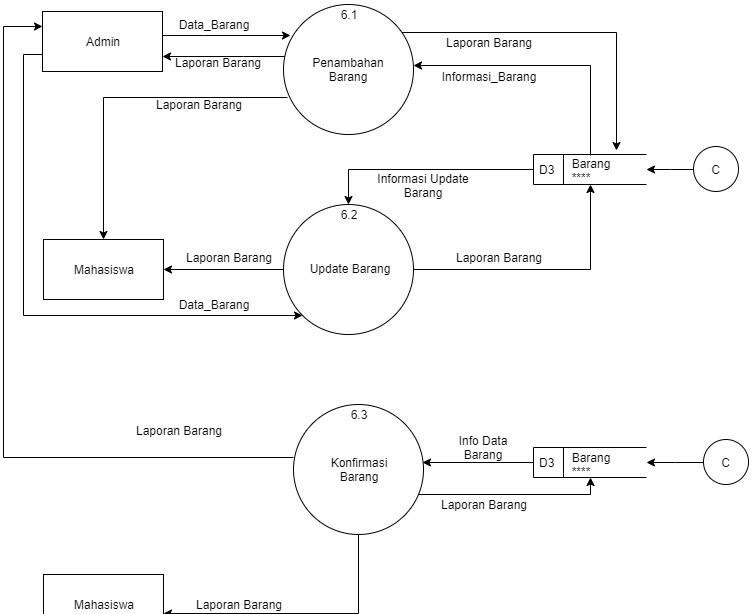 6.1
Data_Barang
Admin
Laporan Barang
Penambahan
Barang
Laporan Barang
Informasi_Barang
Laporan Barang
D3
Barang
****
C
Informasi Update
Barang
6.2
Laporan Barang
Mahasiswa
Update Barang
Laporan Barang
Data_Barang
6.3
Laporan Barang
Info Data
Barang
Konfirmasi
Barang
D3
Barang
****
C
Laporan Barang
Mahasiswa
Laporan Barang